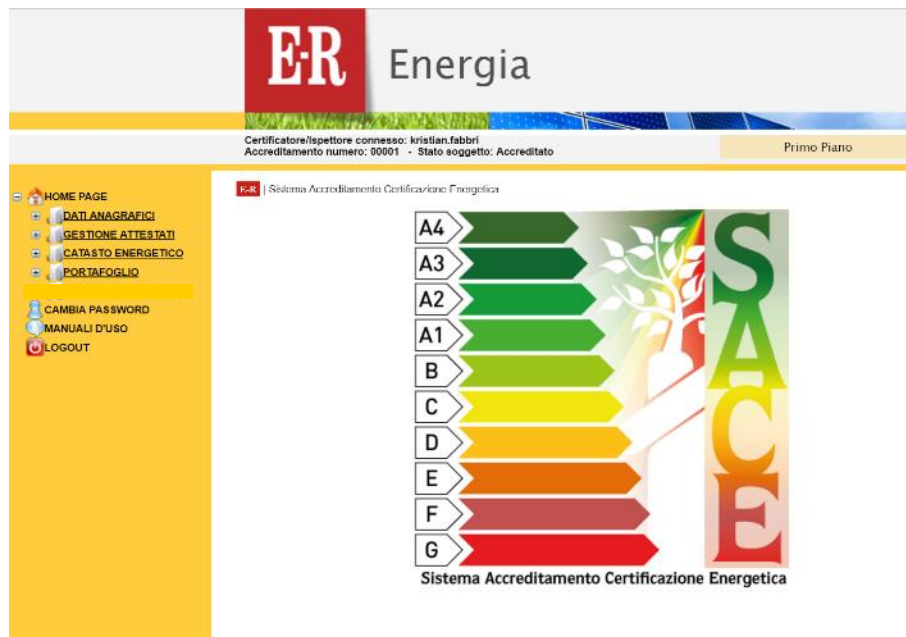 E-R Energia
Certificatore/Ispettore connesso: kristian.fabbri
Accreditamento numero: 00001 - Stato soggetto: Accreditato
Primo Piano
HOME PAGE
DATI ANAGRAFICI
GESTIONE ATTESTATI
CATASTO ENERGETICO
PORTAFOGLIO
CAMBIA PASSWORD
MANUALI D'USO
LOGOUT
E-R | Sistema Accreditamento Certificazione Energetica
A4
A3
A2
A1
B
C
D
E
F
G
SACE
Sistema Accreditamento Certificazione Energetica